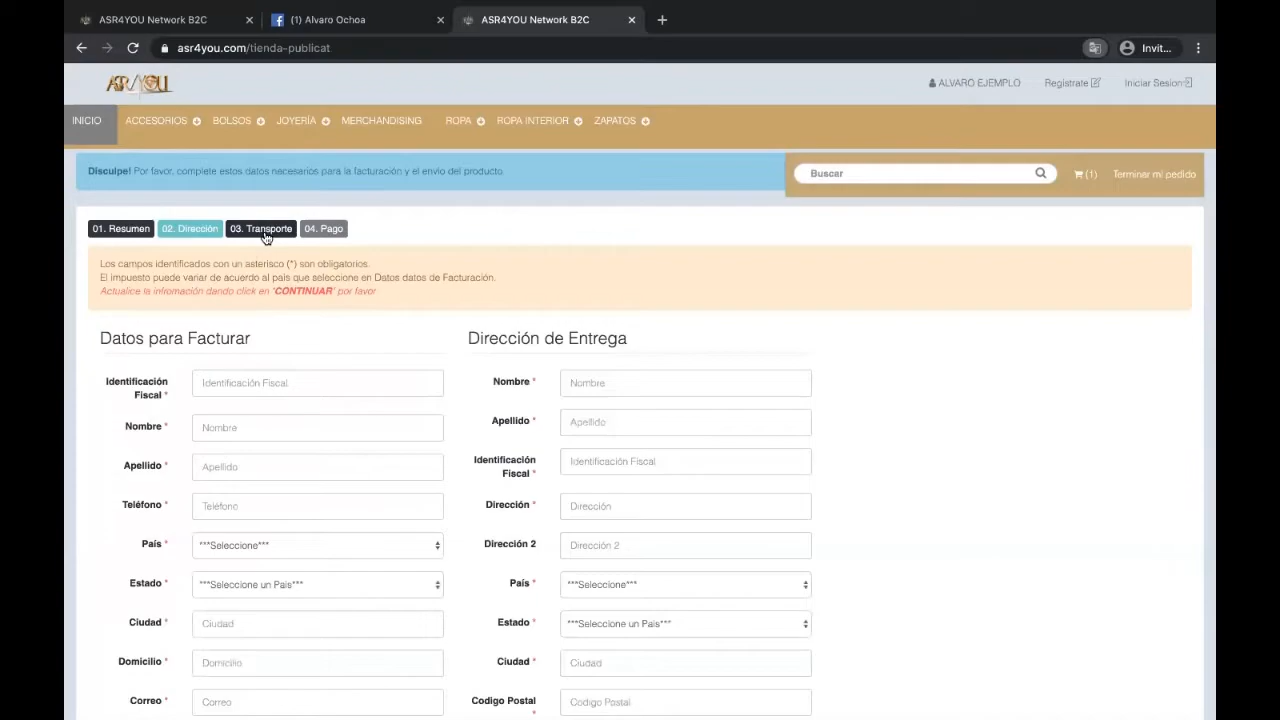 ASR4YOU Network B2C
(1) Alvaro Ochoa
ASR4YOU Network B2C
asr4you.com/tienda-publicat
Invit...
ASR4YOU
ALVARO EJEMPLO
Registrate
Iniciar Sesion
INICIO
ACCESORIOS
BOLSOS
JOYERÍA
MERCHANDISING
ROPA
ROPA INTERIOR
ZAPATOS
Disculpe! Por favor, complete estos datos necesarios para la facturación y el envio del producto.
Buscar
(1)
Terminar mi pedido
01. Resumen
02. Dirección
03. Transporte
04. Pago
Los campos identificados con un asterisco (*) son obligatorios.
El impuesto puede variar de acuerdo al país que seleccione en Datos datos de Facturación.
Actualice la infromación dando click en 'CONTINUAR' por favor
Datos para Facturar
Identificación Fiscal *
Identificación Fiscal
Nombre *
Nombre
Apellido *
Apellido
Teléfono *
Teléfono
País *
***Seleccione***
Estado *
***Seleccione un Pais***
Ciudad *
Ciudad
Domicilio *
Domicilio
Correo *
Correo
Dirección de Entrega
Nombre *
Nombre
Apellido *
Apellido
Identificación Fiscal *
Identificación Fiscal
Dirección *
Dirección
Dirección 2
Dirección 2
País *
***Seleccione***
Estado *
***Seleccione un Pais***
Ciudad *
Ciudad
Codigo Postal *
Codigo Postal